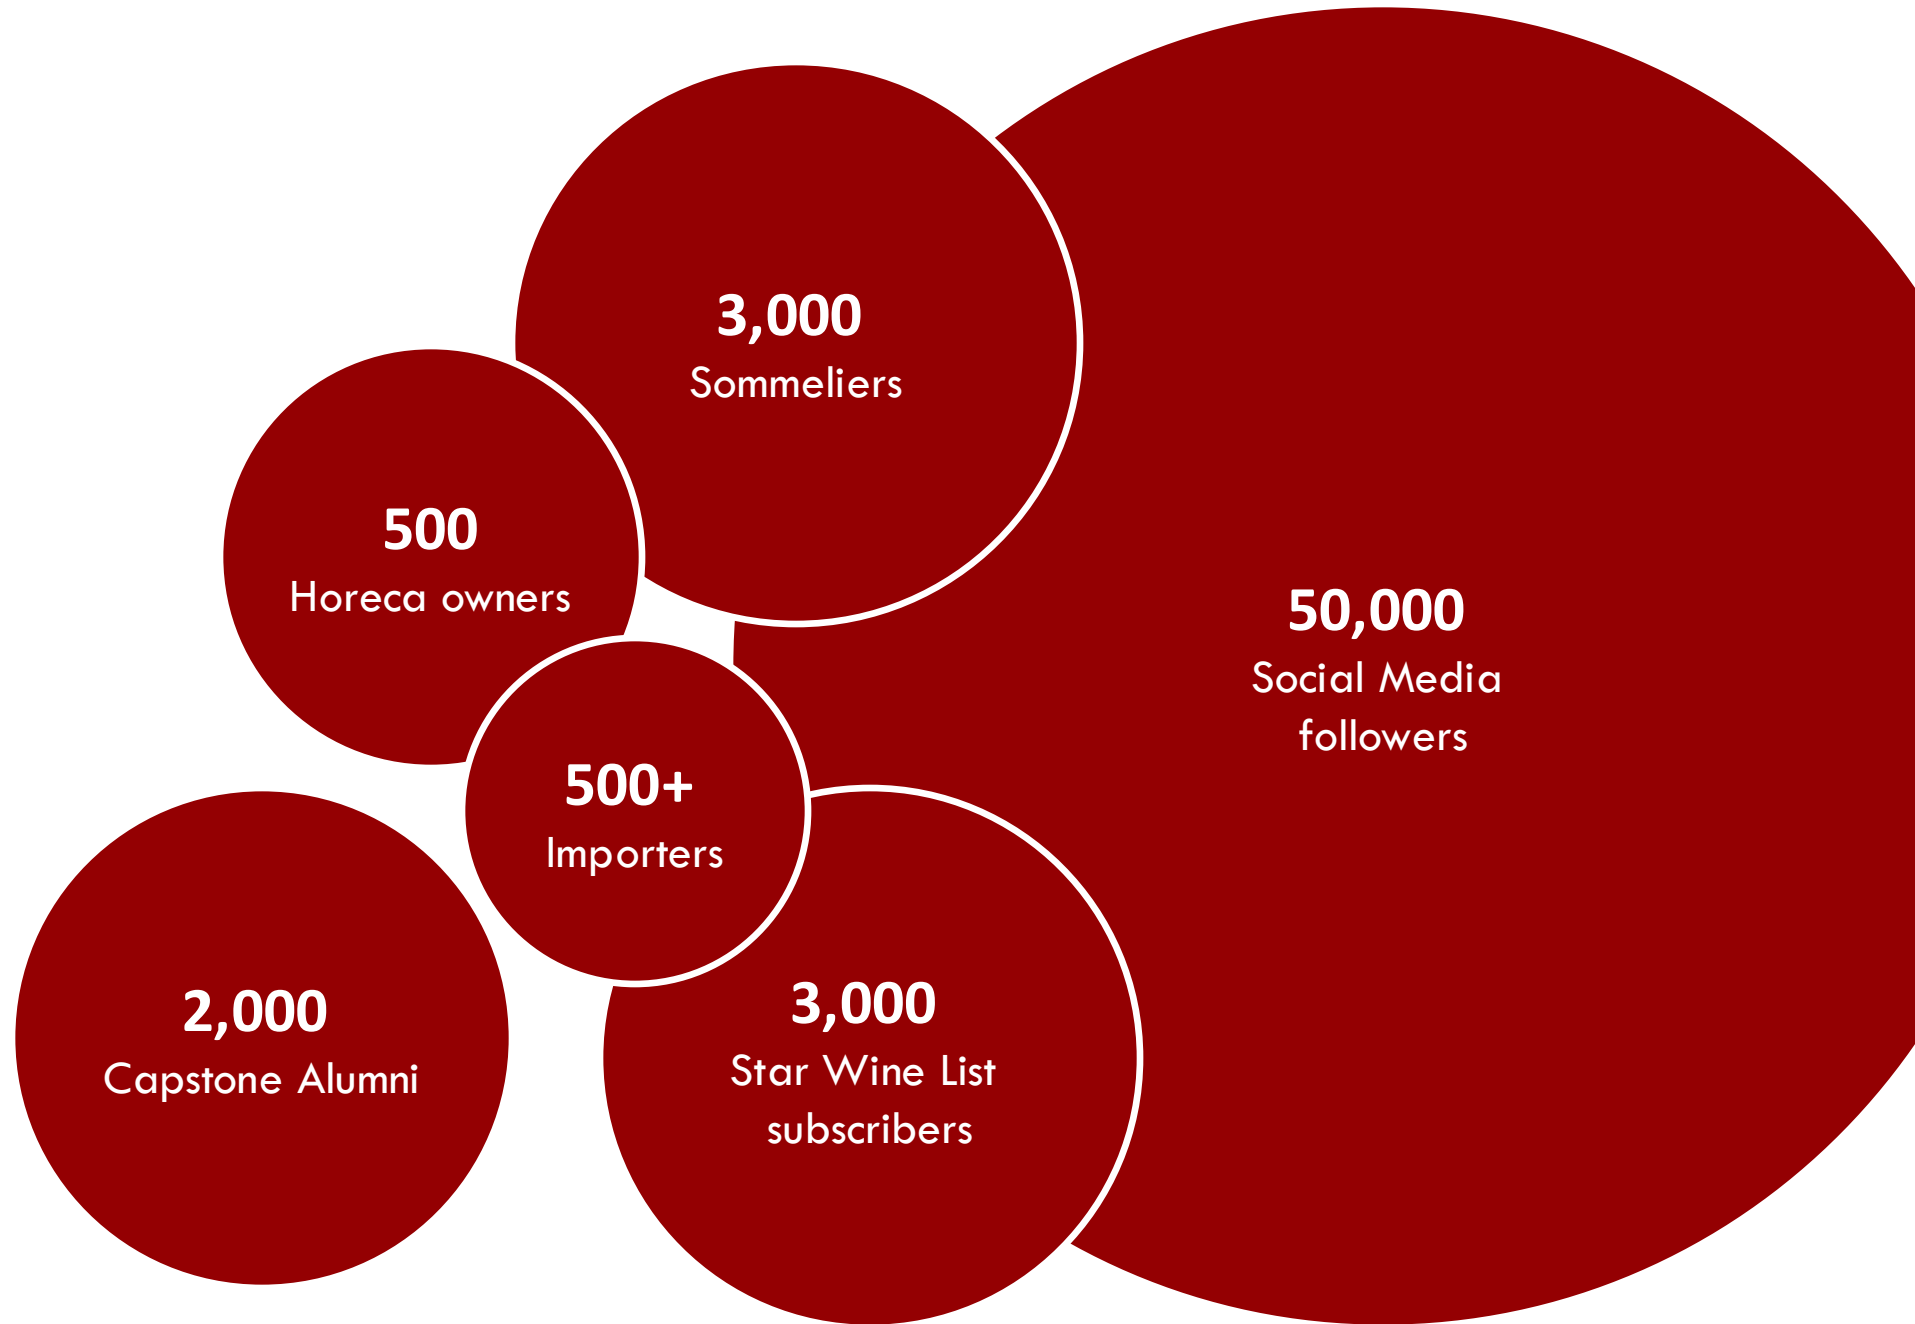 3,000
Sommeliers
500
Horeca owners
50,000
Social Media
followers
500+
Importers
2,000
Capstone Alumni
3,000
Star Wine List
subscribers